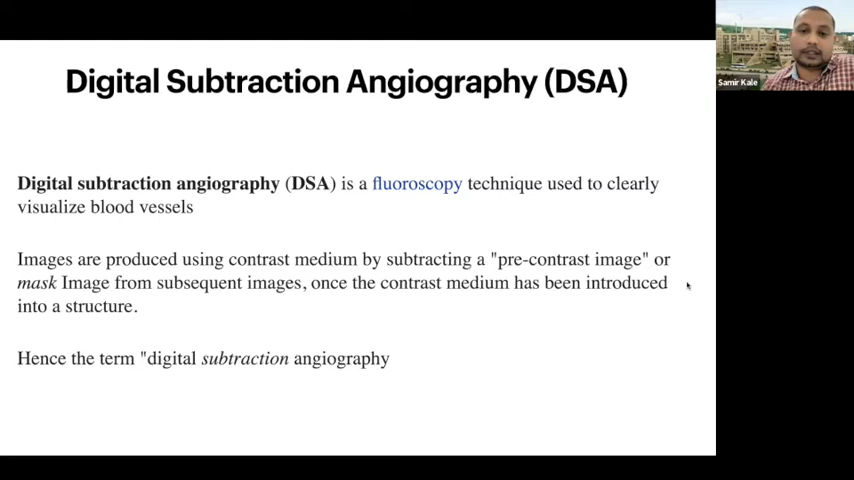 Digital Subtraction Angiography (DSA)
Samir Kale
Digital subtraction angiography (DSA) is a fluoroscopy technique used to clearly
visualize blood vessels
Images are produced using contrast medium by subtracting a "pre-contrast image" or
mask Image from subsequent images, once the contrast medium has been introduced
into a structure.
Hence the term "digital subtraction angiography